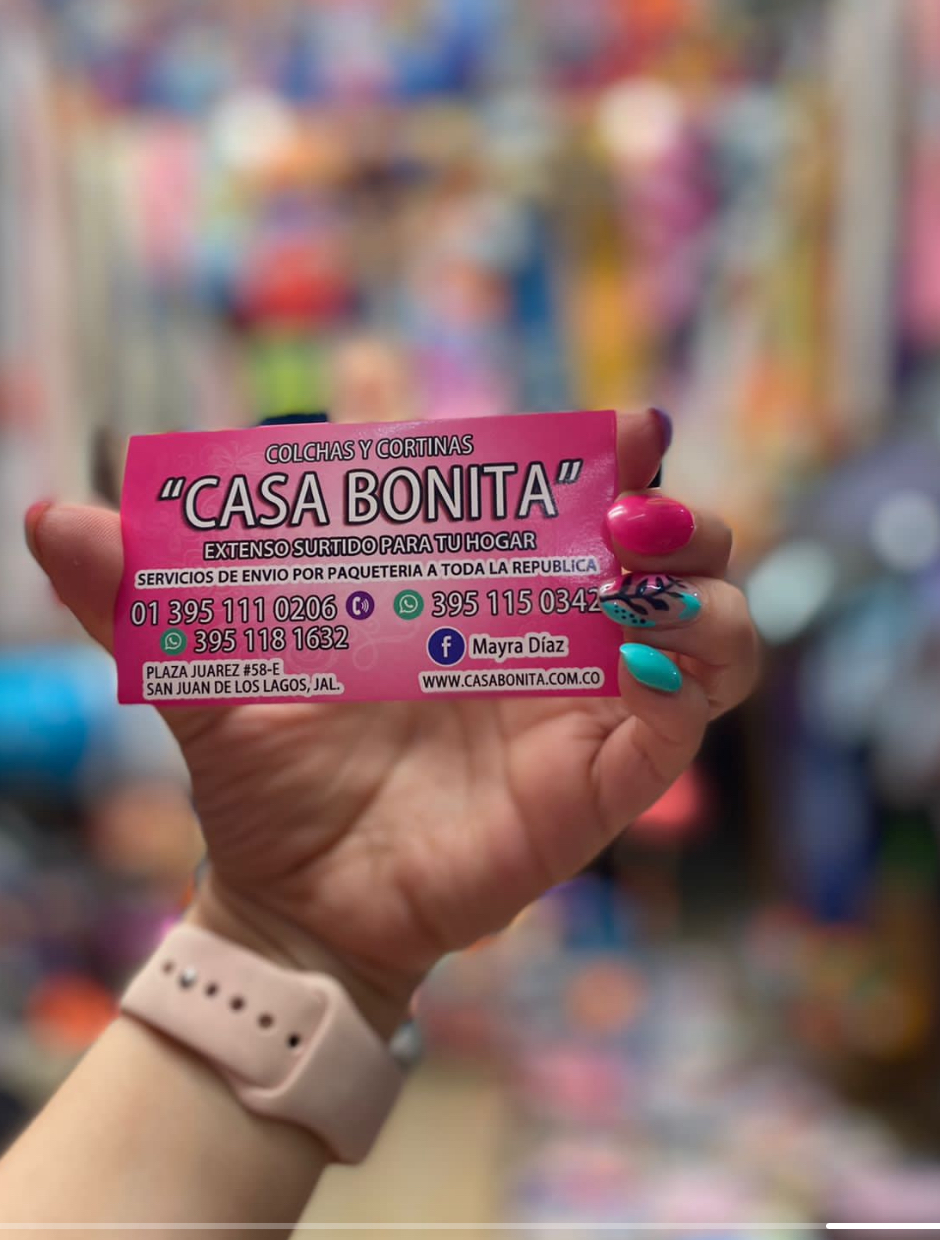 COLCHAS Y CORTINAS
"CASA BONITA"
EXTENSO SURTIDO PARA TU HOGAR
SERVICIOS DE ENVIO POR PAQUETERIA A TODA LA REPUBLICA
01 395 111 0206 395 115 0342
395 118 1632 f Mayra Díaz
PLAZA JUAREZ #58-E
SAN JUAN DE LOS LAGOS, JAL.
WWW.CASABONITA.COM.CO